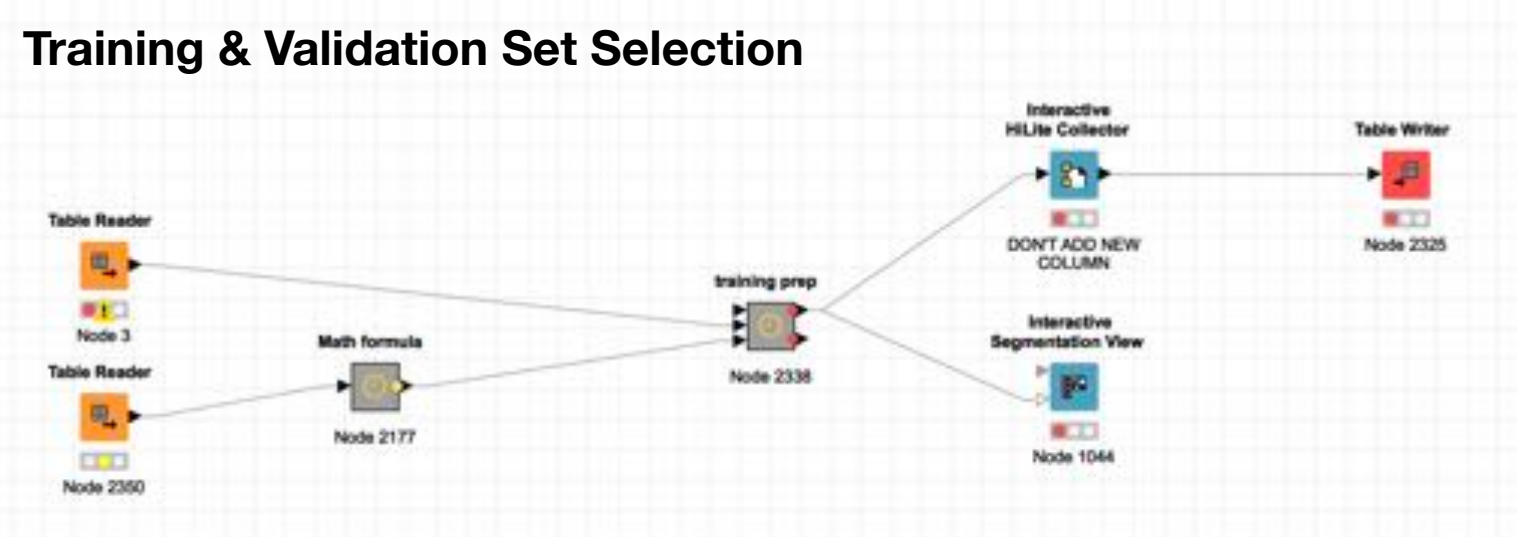 Training & Validation Set Selection
Interactive
HiLite Collector
DON'T ADD NEW
COLUMN
Table Writer
Node 2325
Table Reader
Node 3
Table Reader
Node 2350
Math formula
Node 2177
training prep
Node 2338
Interactive
Segmentation View
Node 1044